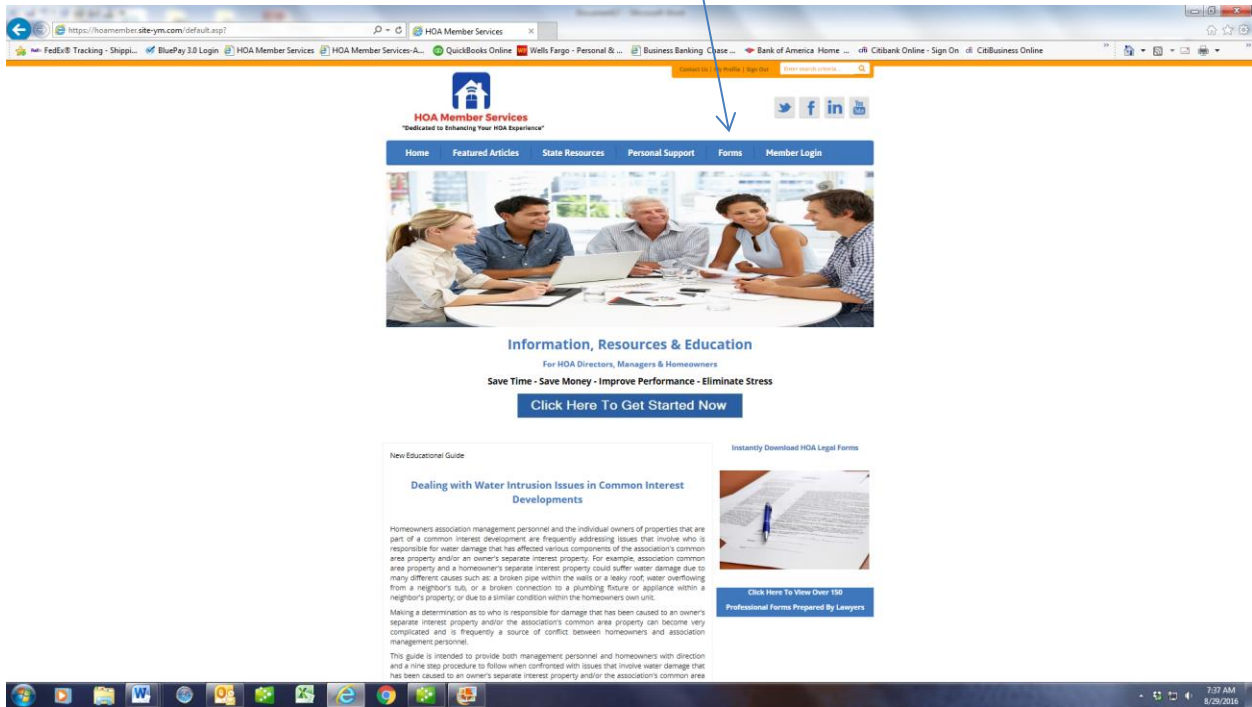 https://hoamember.site-ym.com/default.asp?
HOA Member Services
FedEx® Tracking - Shippi...
BluePay 3.0 Login
HOA Member Services
HOA Member Services-A...
QuickBooks Online
Wells Fargo - Personal & ...
Business Banking Chase ...
Bank of America Home ...
Citibank Online - Sign On
CitiBusiness Online
Contact Us | My Profile | Sign Out
Enter search criteria...
HOA Member Services
"Dedicated to Enhancing Your HOA Experience"
Home Featured Articles State Resources Personal Support Forms Member Login
Information, Resources & Education
For HOA Directors, Managers & Homeowners
Save Time - Save Money - Improve Performance - Eliminate Stress
Click Here To Get Started Now
New Educational Guide
Dealing with Water Intrusion Issues in Common Interest
Developments
Homeowners association management personnel and the individual owners of properties that are
part of a common interest development are frequently addressing issues that involve who is
responsible for water damage that has affected various components of the association's common
area property and/or an owner's separate interest property. For example, association common
area property and a homeowner's separate interest property could suffer water damage due to
many different causes such as: a broken pipe within the walls or a leaky roof; water overflowing
from a neighbor's tub, or a broken connection to a plumbing fixture or appliance within a
neighbor's property; or due to a similar condition within the homeowners own unit.
Making a determination as to who is responsible for damage that has been caused to an owner's
separate interest property and/or the association's common area property can become very
complicated and is frequently a source of conflict between homeowners and association
management personnel.
This guide is intended to provide both management personnel and homeowners with direction
and a nine step procedure to follow when confronted with issues that involve water damage that
has been caused to an owner's separate interest property and/or the association's common area
Instantly Download HOA Legal Forms
Click Here To View Over 150
Professional Forms Prepared By Lawyers
7:37 AM
8/29/2016